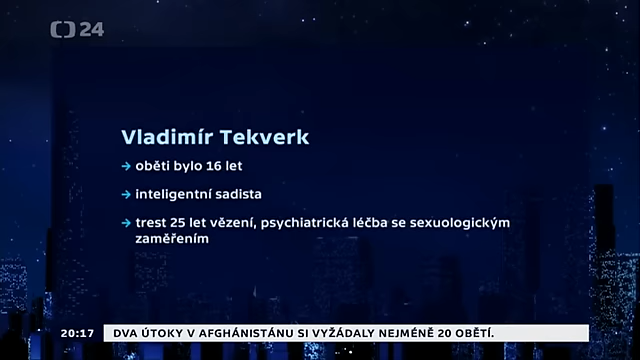 ČT24
Vladimír Tekverk
→ oběti bylo 16 let
→ inteligentní sadista
→ trest 25 let vězení, psychiatrická léčba se sexuologickým
zaměřením
20:17 DVA ÚTOKY V AFGHÁNISTÁNU SI VYŽÁDALY NEJMÉNĚ 20 OBĚTÍ.